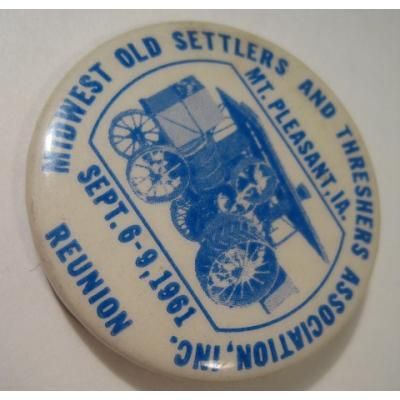 MIDWEST OLD SETTLERS AND THRESHERS ASSOCIATION, INC.
MT. PLEASANT, IA.
SEPT. 6-9, 1961
REUNION